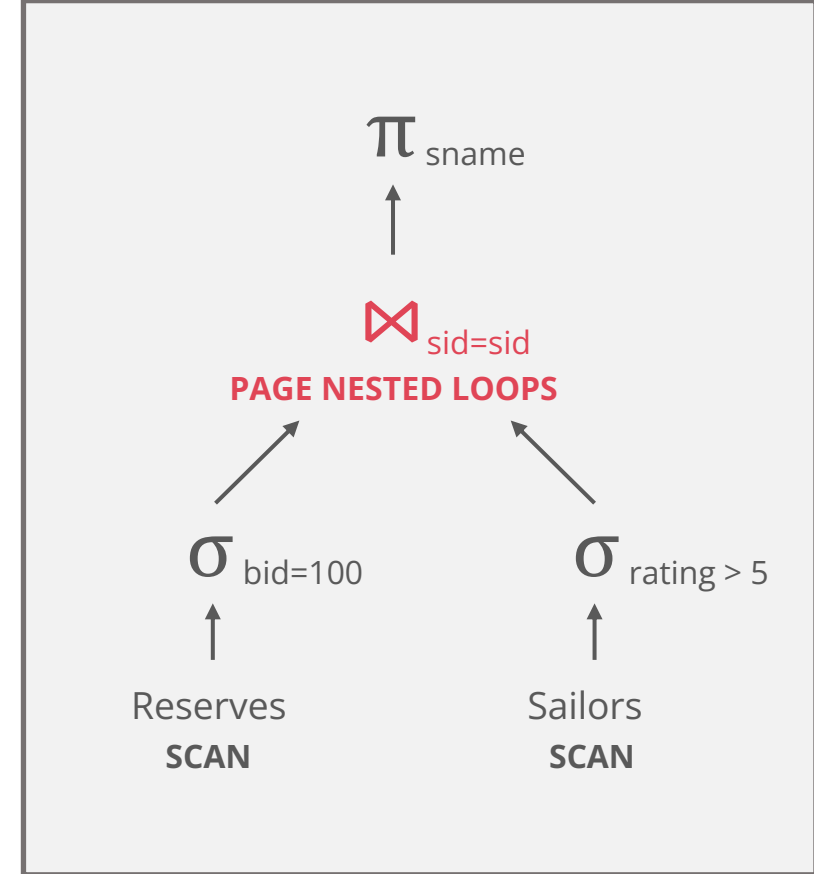 π sname
⋈ sid=sid
PAGE NESTED LOOPS
σ bid=100
σ rating > 5
Reserves
SCAN
Sailors
SCAN